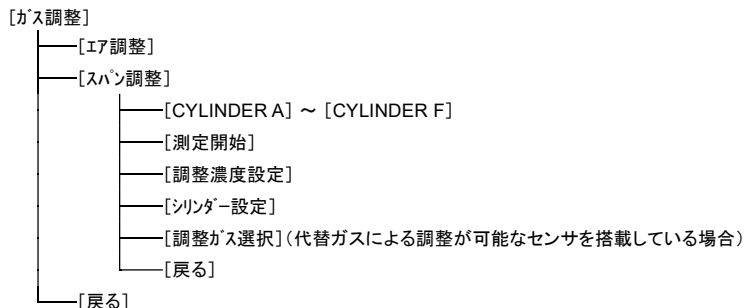 [ｶﾞｽ調整]
[ｴｱ調整]
[ｽﾊﾟﾝ調整]
[CYLINDER A] ～ [CYLINDER F]
[測定開始]
[調整濃度設定]
[ｼﾘﾝﾀﾞｰ設定]
[調整ｶﾞｽ選択](代替ガスによる調整が可能なセンサを搭載している場合)
[戻る]
[戻る]